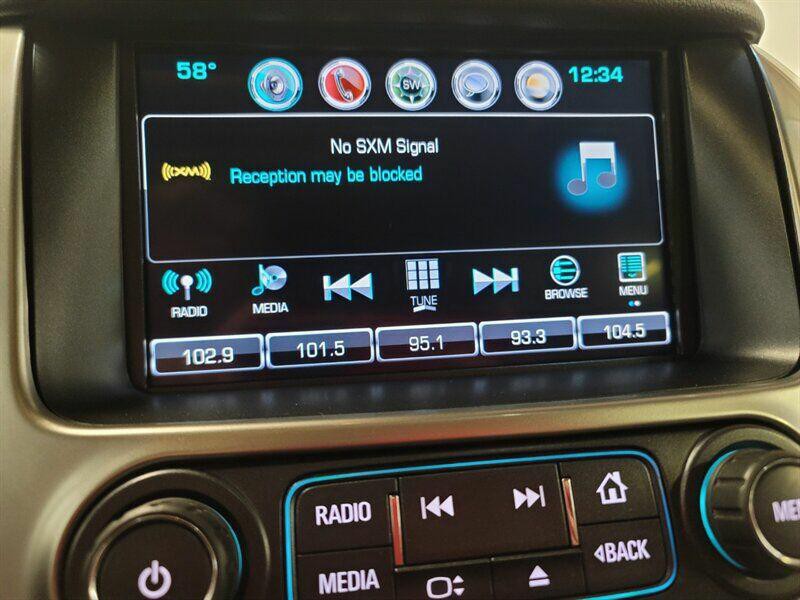 58° SW 12:34
No SXM Signal
((XM)) Reception may be blocked
RADIO MEDIA TUNE BROWSE MENU
102.9 101.5 95.1 93.3 104.5
RADIO
MEDIA BACK